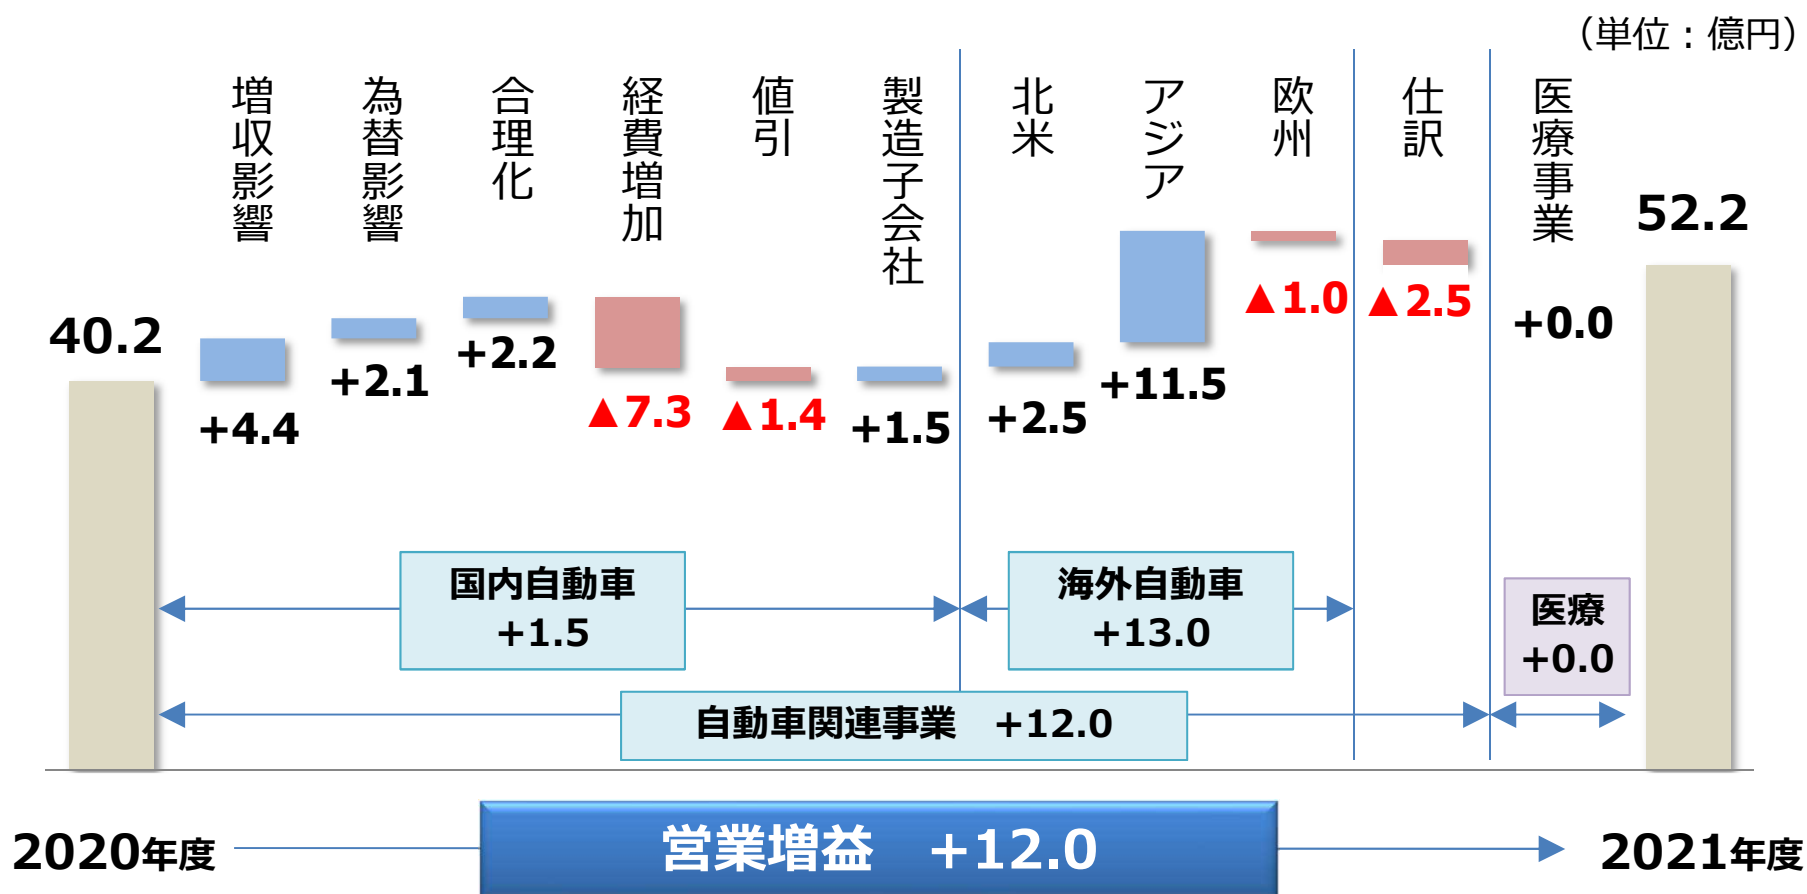 （単位：億円）
増収影響
為替影響
合理化
経費増加
値引
製造子会社
北米
アジア
欧州
仕訳
医療事業
40.2
+4.4
+2.1
+2.2
▲7.3
▲1.4
+1.5
+2.5
+11.5
▲1.0
▲2.5
+0.0
52.2
国内自動車
+1.5
海外自動車
+13.0
医療
+0.0
自動車関連事業　+12.0
2020年度
営業増益　+12.0
2021年度